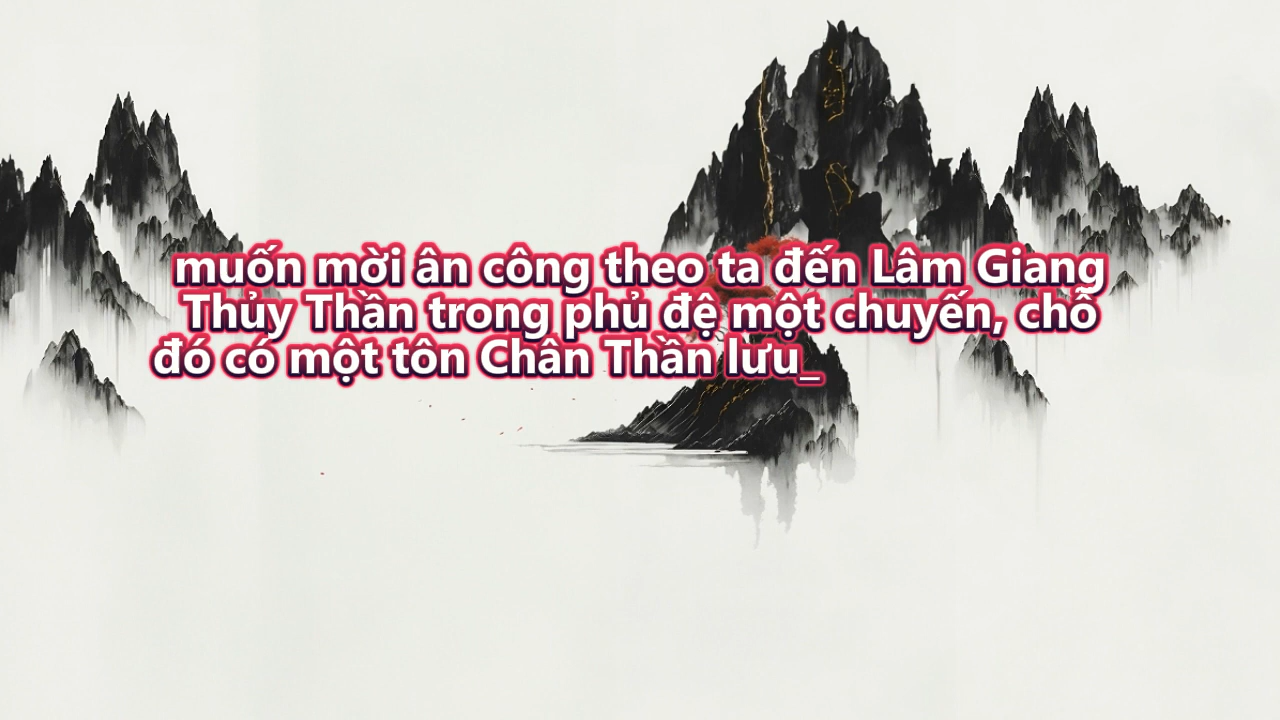 muốn mời ân công theo ta đến Lâm Giang
Thủy Thần trong phủ đệ một chuyến, chỗ
đó có một tôn Chân Thần lưu_